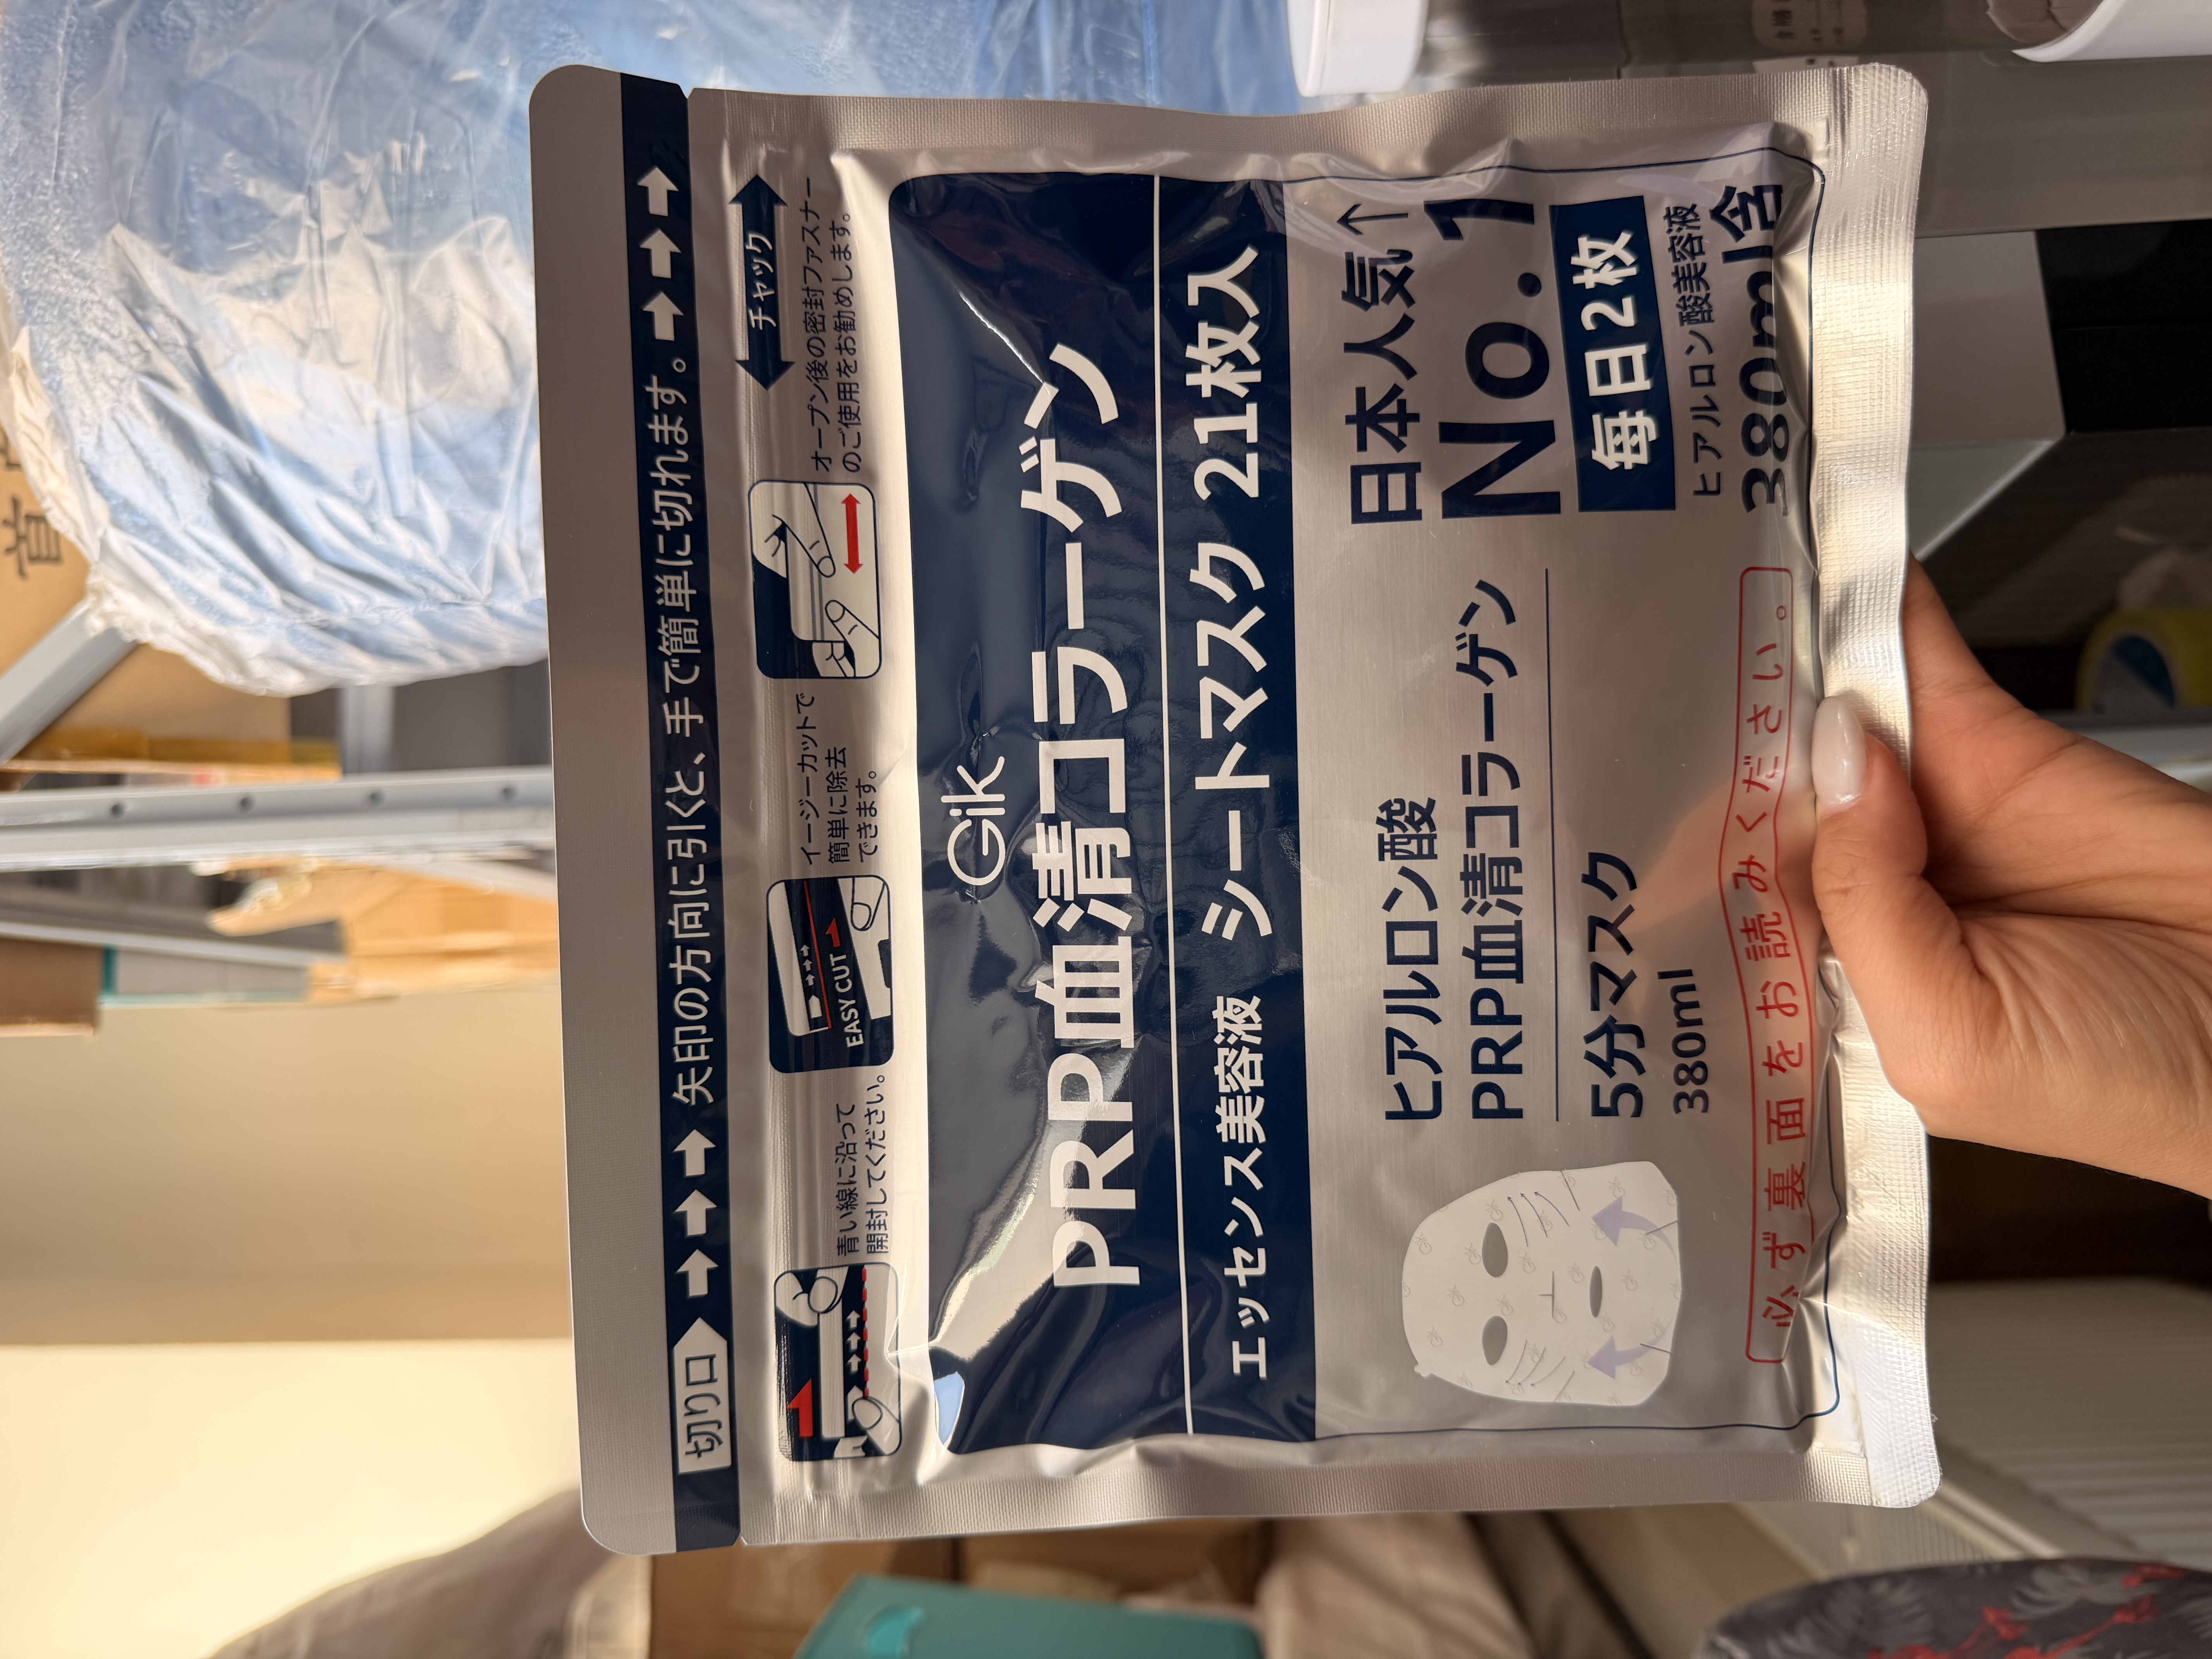 切り口 矢印の方向に引くと、手で簡単に切れます。
青い線に沿って
開封してください。
EASY CUT
イージーカットで
簡単に除去
できます。
チャック
オープン後の密封ファスナー
のご使用をお勧めします。
Gik
PRP血清コラーゲン
エッセンス美容液 シートマスク 21枚入
ヒアルロン酸
PRP血清コラーゲン
5分マスク
380ml
日本人気↑
No.1
毎日2枚
ヒアルロン酸美容液
380ml含
必ず裏面をお読みください。